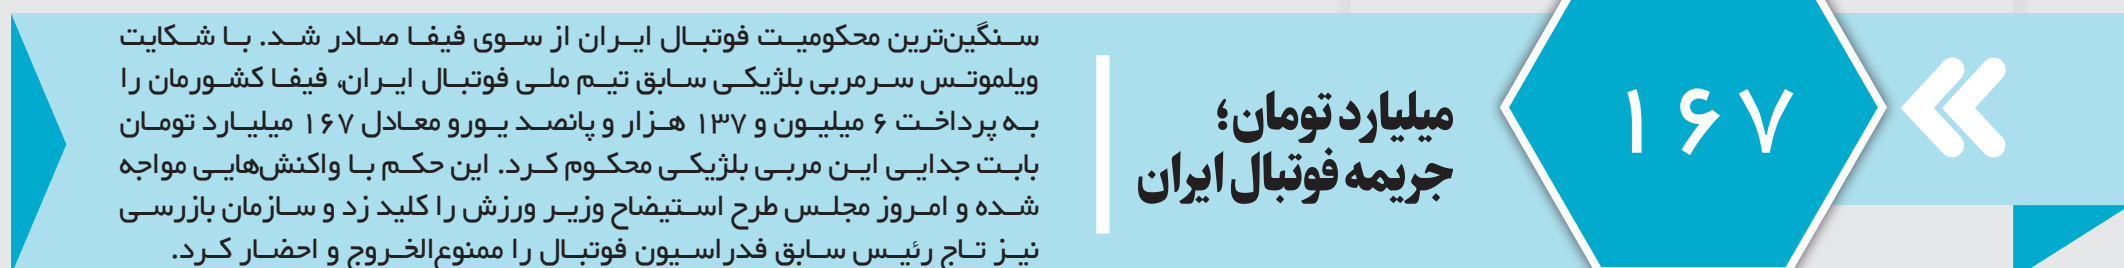 ۱۶۷
میلیارد تومان؛
جریمه فوتبال ایران
سنگین‌ترین محکومیت فوتبال ایران از سوی فیفا صادر شد. با شکایت
ویلموتس سرمربی بلژیکی سابق تیم ملی فوتبال ایران، فیفا کشورمان را
به پرداخت ۶ میلیون و ۱۳۷ هزار و پانصد یورو معادل ۱۶۷ میلیارد تومان
بابت جدایی این مربی بلژیکی محکوم کرد. این حکم با واکنش‌هایی مواجه
شده و امروز مجلس طرح استیضاح وزیر ورزش را کلید زد و سازمان بازرسی
نیز تاج رئیس سابق فدراسیون فوتبال را ممنوع‌الخروج و احضار کرد.